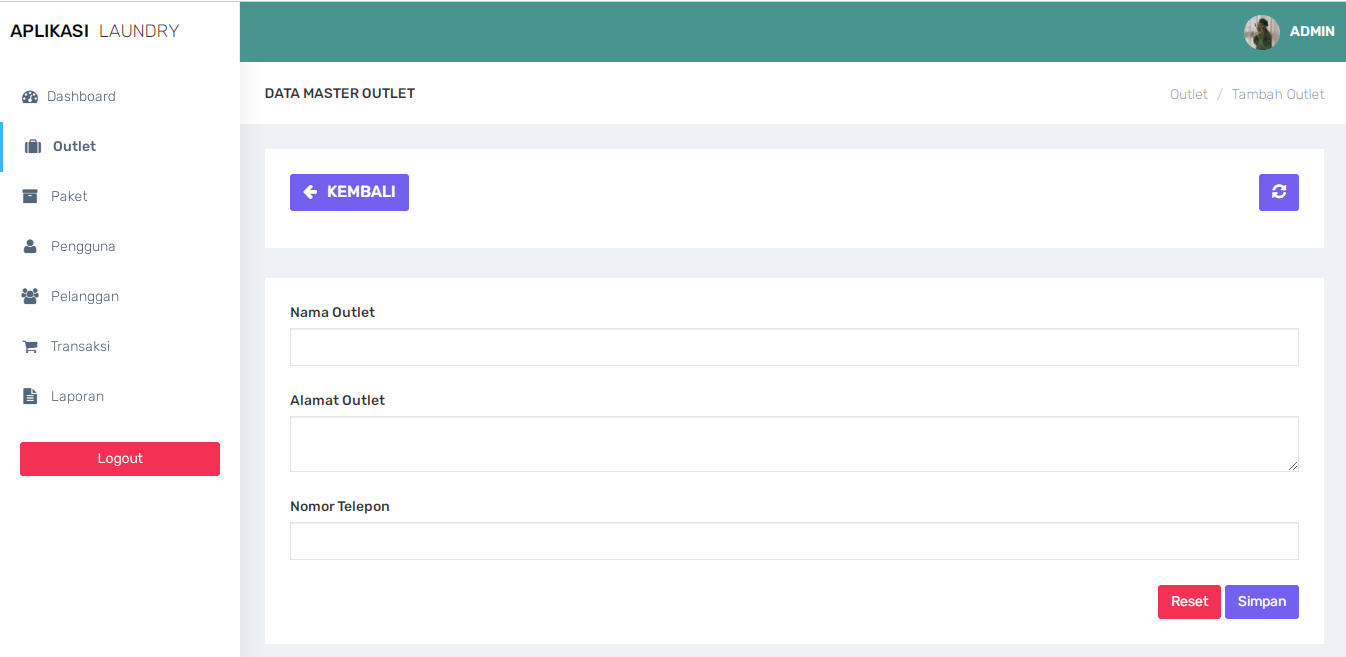 APLIKASI LAUNDRY
ADMIN
Dashboard
Outlet
Paket
Pengguna
Pelanggan
Transaksi
Laporan
Logout
DATA MASTER OUTLET
Outlet / Tambah Outlet
KEMBALI
Nama Outlet
Alamat Outlet
Nomor Telepon
Reset Simpan